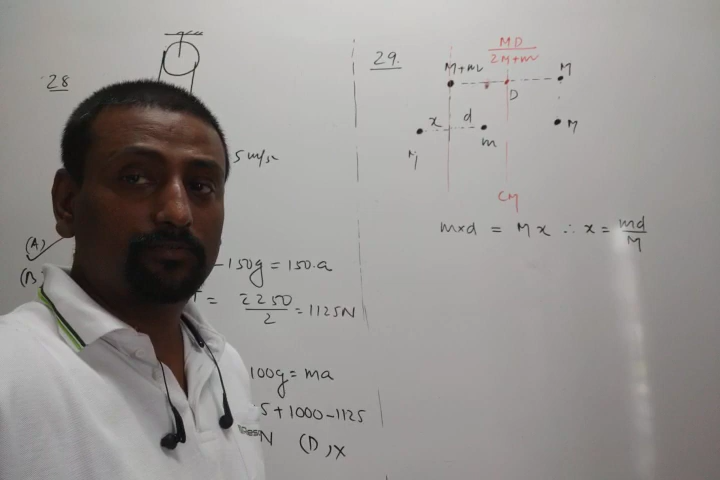 28
5 m/s
(A)
(B)
-150g = 150.a
= 2250/2 = 1125N
100g = ma
5 + 1000 - 1125
N (D) x
29.
MD/2M+m
M+m M
D
x d M
M m
CM
m×d = Mx ∴ x = md/M